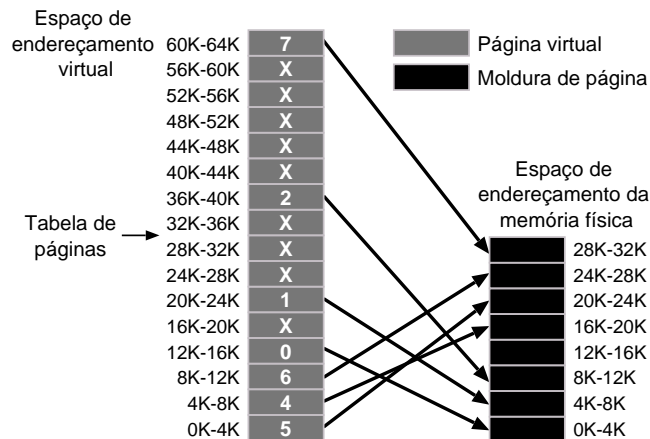 Espaço de
endereçamento
virtual
60K-64K 7
56K-60K X
52K-56K X
48K-52K X
44K-48K X
40K-44K X
36K-40K 2
32K-36K X
28K-32K X
24K-28K X
20K-24K 1
16K-20K X
12K-16K 0
8K-12K 6
4K-8K 4
0K-4K 5
Tabela de
páginas
Página virtual
Moldura de página
Espaço de
endereçamento da
memória física
28K-32K
24K-28K
20K-24K
16K-20K
12K-16K
8K-12K
4K-8K
0K-4K